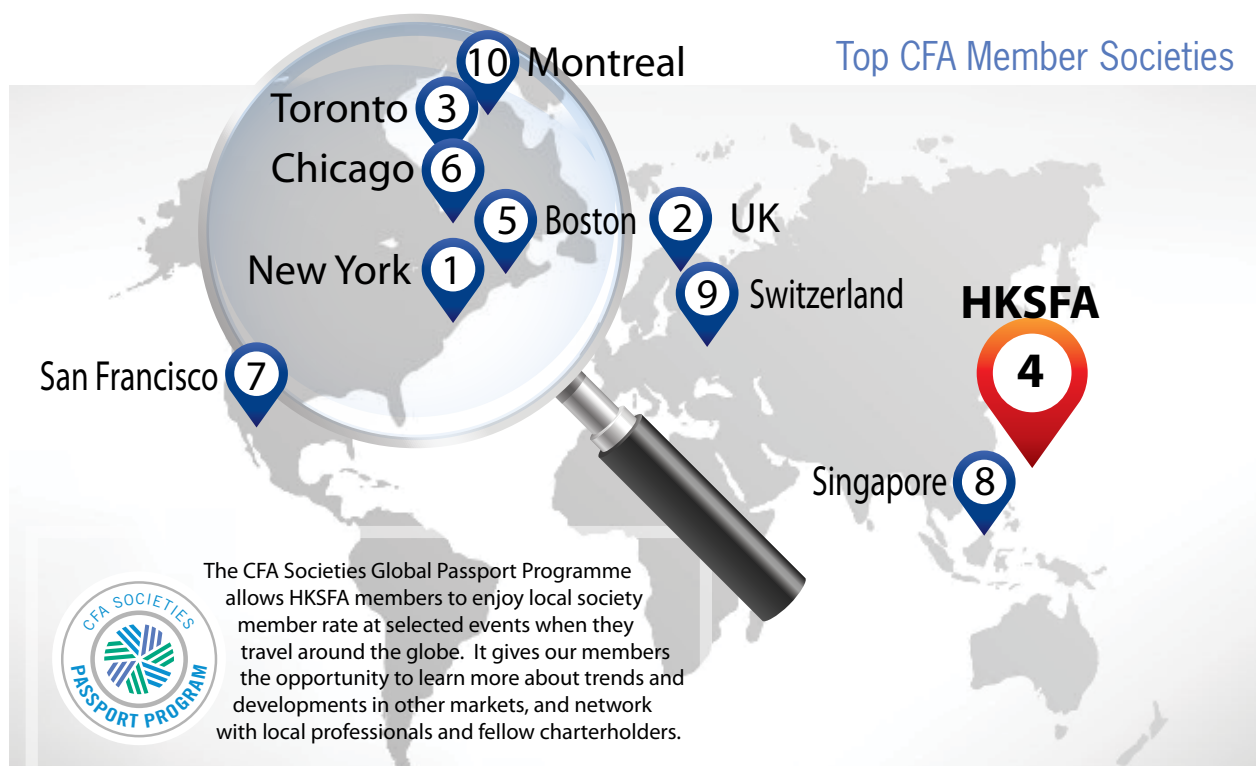 Top CFA Member Societies
10 Montreal
Toronto 3
Chicago 6
5 Boston
2 UK
New York 1
9 Switzerland
HKSFA
4
San Francisco 7
Singapore 8
The CFA Societies Global Passport Programme
allows HKSFA members to enjoy local society
member rate at selected events when they
travel around the globe. It gives our members
the opportunity to learn more about trends and
developments in other markets, and network
with local professionals and fellow charterholders.
CFA SOCIETIES
PASSPORT PROGRAM